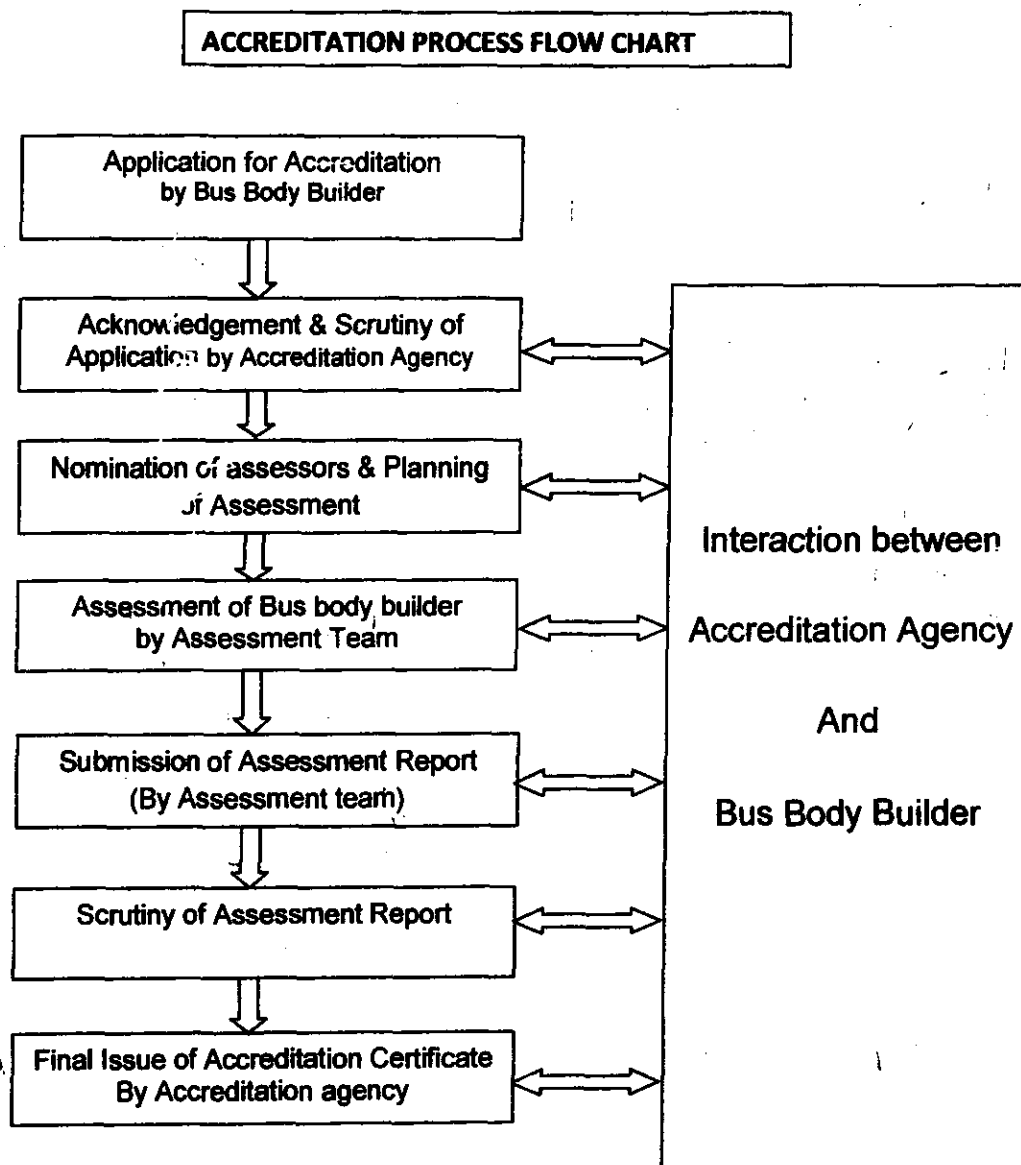 ACCREDITATION PROCESS FLOW CHART
Application for Accreditation
by Bus Body Builder
Acknowledgement & Scrutiny of
Application by Accreditation Agency
Nomination of assessors & Planning
of Assessment
Assessment of Bus body builder
by Assessment Team
Submission of Assessment Report
(By Assessment team)
Scrutiny of Assessment Report
Final Issue of Accreditation Certificate
By Accreditation agency
Interaction between
Accreditation Agency
And
Bus Body Builder